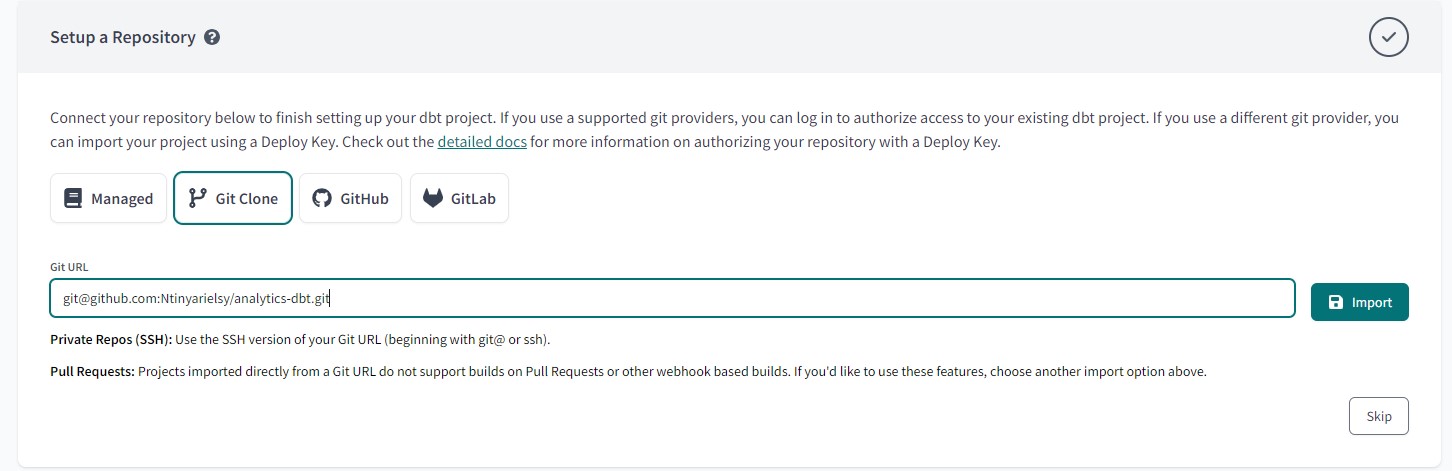 Setup a Repository ?
Connect your repository below to finish setting up your dbt project. If you use a supported git providers, you can log in to authorize access to your existing dbt project. If you use a different git provider, you
can import your project using a Deploy Key. Check out the detailed docs for more information on authorizing your repository with a Deploy Key.
Managed Git Clone GitHub GitLab
Git URL
git@github.com:Ntinyarielsy/analytics-dbt.git
Import
Private Repos (SSH): Use the SSH version of your Git URL (beginning with git@ or ssh).
Pull Requests: Projects imported directly from a Git URL do not support builds on Pull Requests or other webhook based builds. If you'd like to use these features, choose another import option above.
Skip